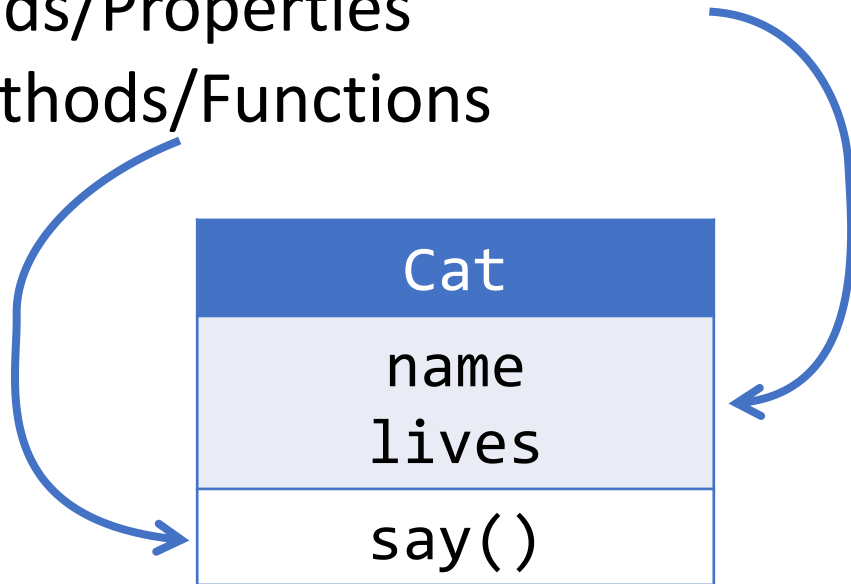 ds/Properties
thods/Functions
Cat
name
lives
say()